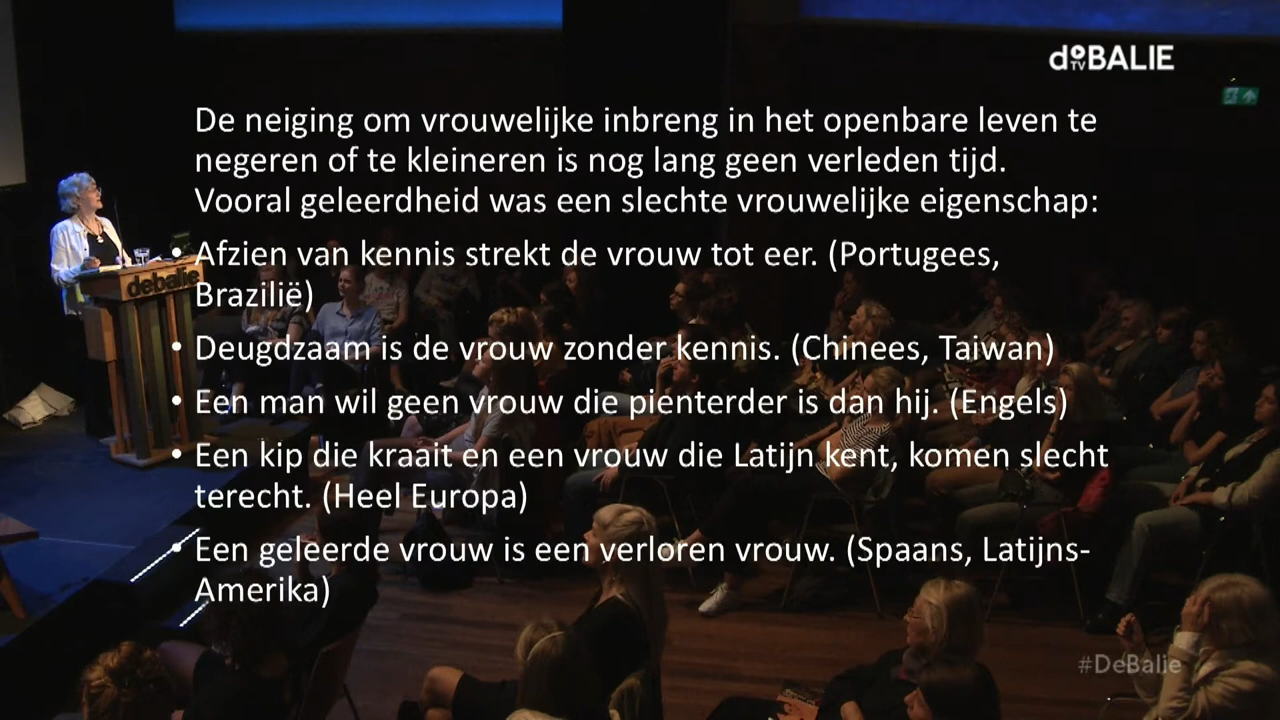 doBALIE
TV
De neiging om vrouwelijke inbreng in het openbare leven te
negeren of te kleineren is nog lang geen verleden tijd.
Vooral geleerdheid was een slechte vrouwelijke eigenschap:
• Afzien van kennis strekt de vrouw tot eer. (Portugees,
Brazilië)
debalie
• Deugdzaam is de vrouw zonder kennis. (Chinees, Taiwan)
• Een man wil geen vrouw die pienterder is dan hij. (Engels)
• Een kip die kraait en een vrouw die Latijn kent, komen slecht
terecht. (Heel Europa)
• Een geleerde vrouw is een verloren vrouw. (Spaans, Latijns-
Amerika)
#DeBalie